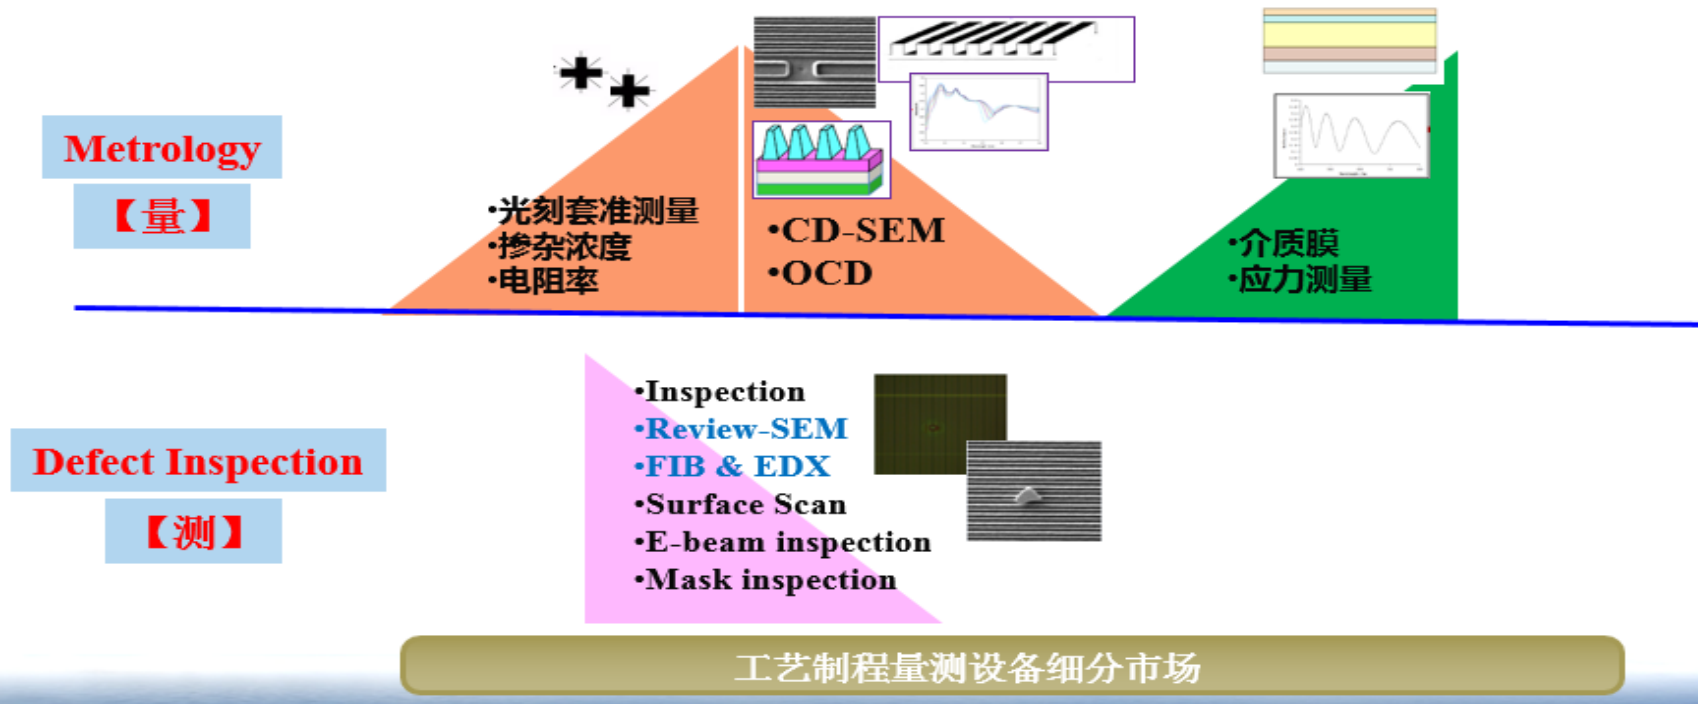 Metrology
【量】
•光刻套准测量
•掺杂浓度
•电阻率
•CD-SEM
•OCD
•介质膜
•应力测量
Defect Inspection
【测】
•Inspection
•Review-SEM
•FIB & EDX
•Surface Scan
•E-beam inspection
•Mask inspection
工艺制程量测设备细分市场